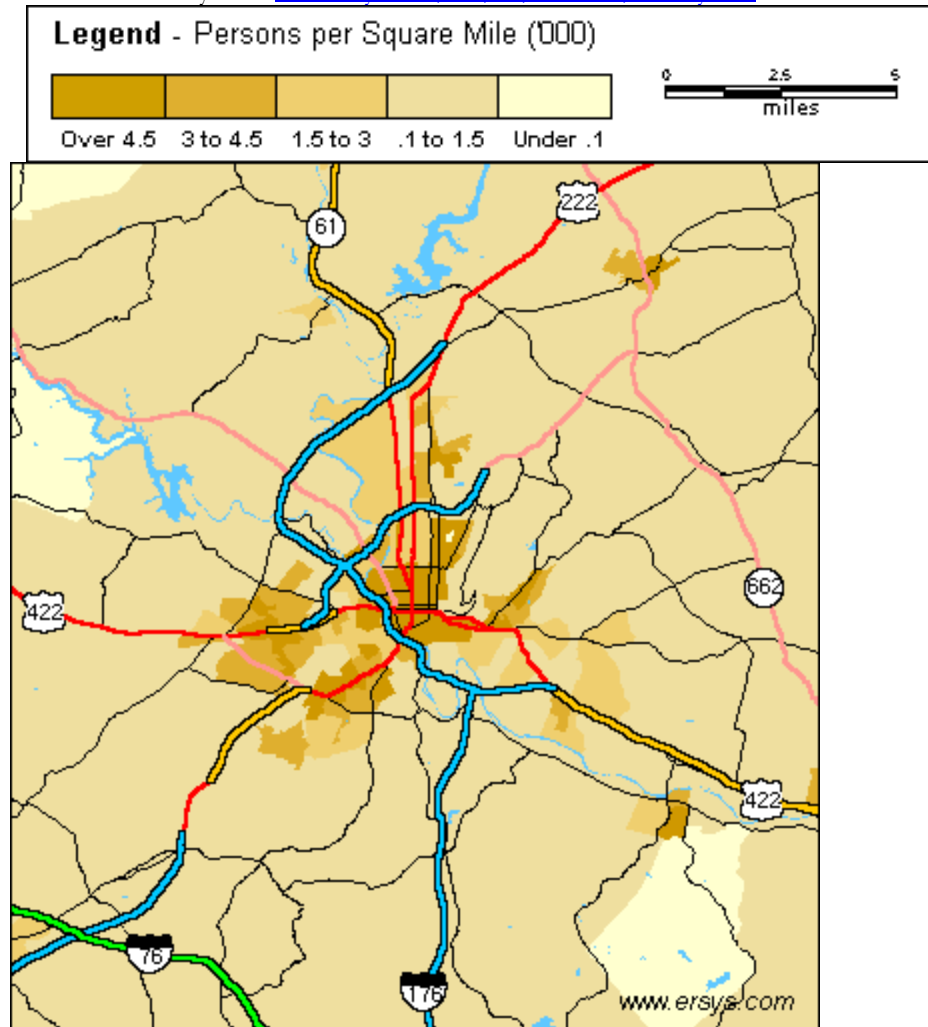 Legend - Persons per Square Mile ('000)
0 2.5 5
miles
Over 4.5 3 to 4.5 1.5 to 3 .1 to 1.5 Under .1
222
61
662
422
422
76
176
www.ersys.com